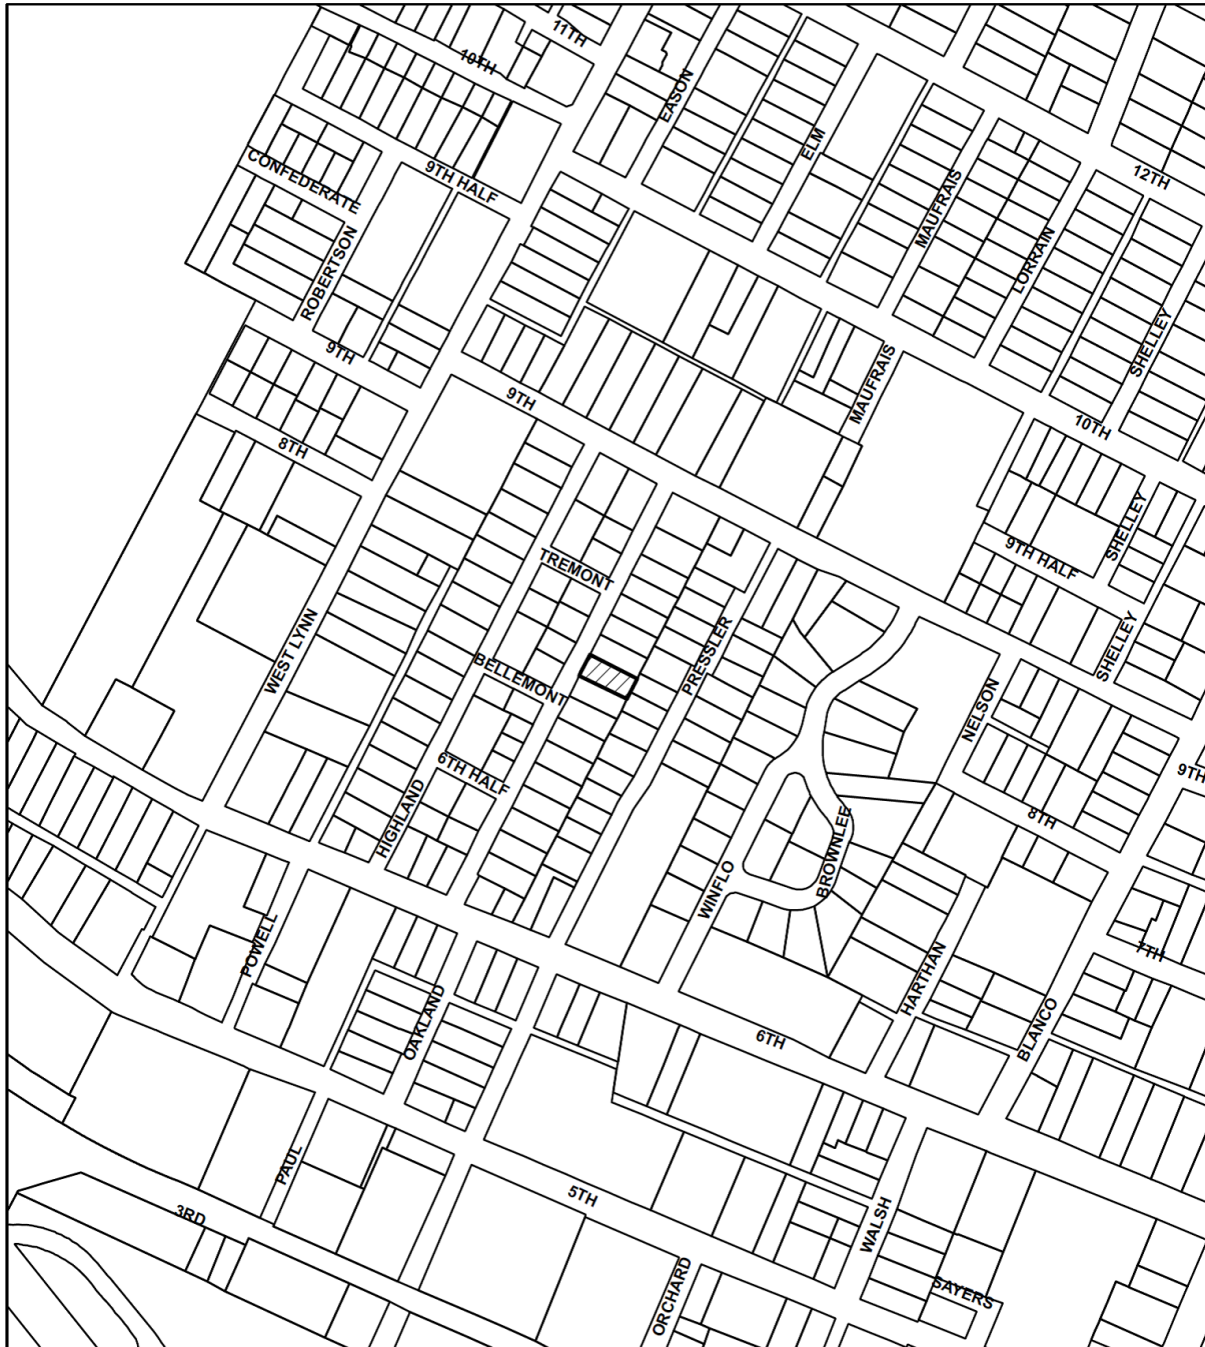 11TH
10TH
EASON
ELM
12TH
CONFEDERATE
9TH HALF
MAUFRAIS
LORRAIN
ROBERTSON
SHELLEY
9TH
MAUFRAIS
9TH
10TH
8TH
SHELLEY
TREMONT
9TH HALF
WEST LYNN
PRESSLER
SHELLEY
BELLEMONT
NELSON
6TH HALF
9TH
HIGHLAND
8TH
BROWNLEE
WINFLO
POWELL
7TH
HARTHAN
OAKLAND
BLANCO
6TH
PAUL
5TH
3RD
WALSH
ORCHARD
SAYERS